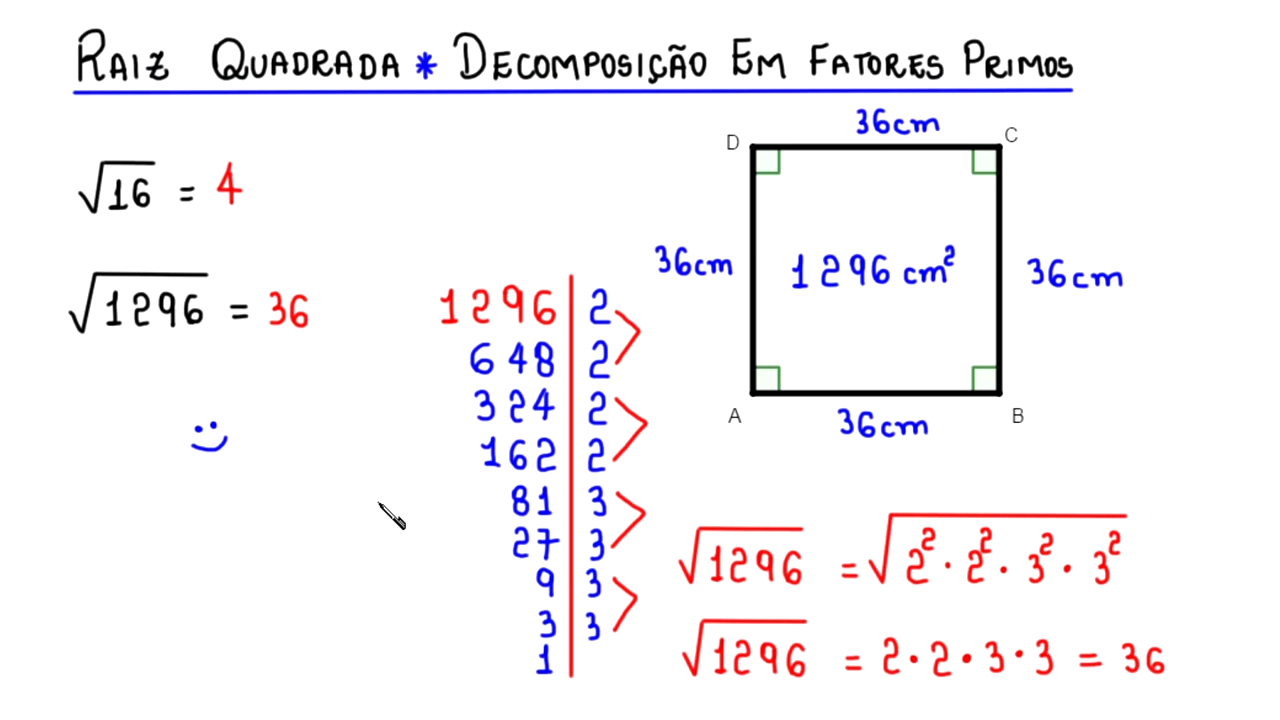 RAIZ QUADRADA * DECOMPOSIÇÃO EM FATORES PRIMOS
√16 = 4
√1296 = 36
1296 | 2
648 | 2
324 | 2
162 | 2
81 | 3
27 | 3
9 | 3
3 | 3
1
36cm
D
C
36cm
1296 cm²
36cm
A
B
36cm
√1296 = √2² · 2² · 3² · 3²
√1296 = 2 · 2 · 3 · 3 = 36